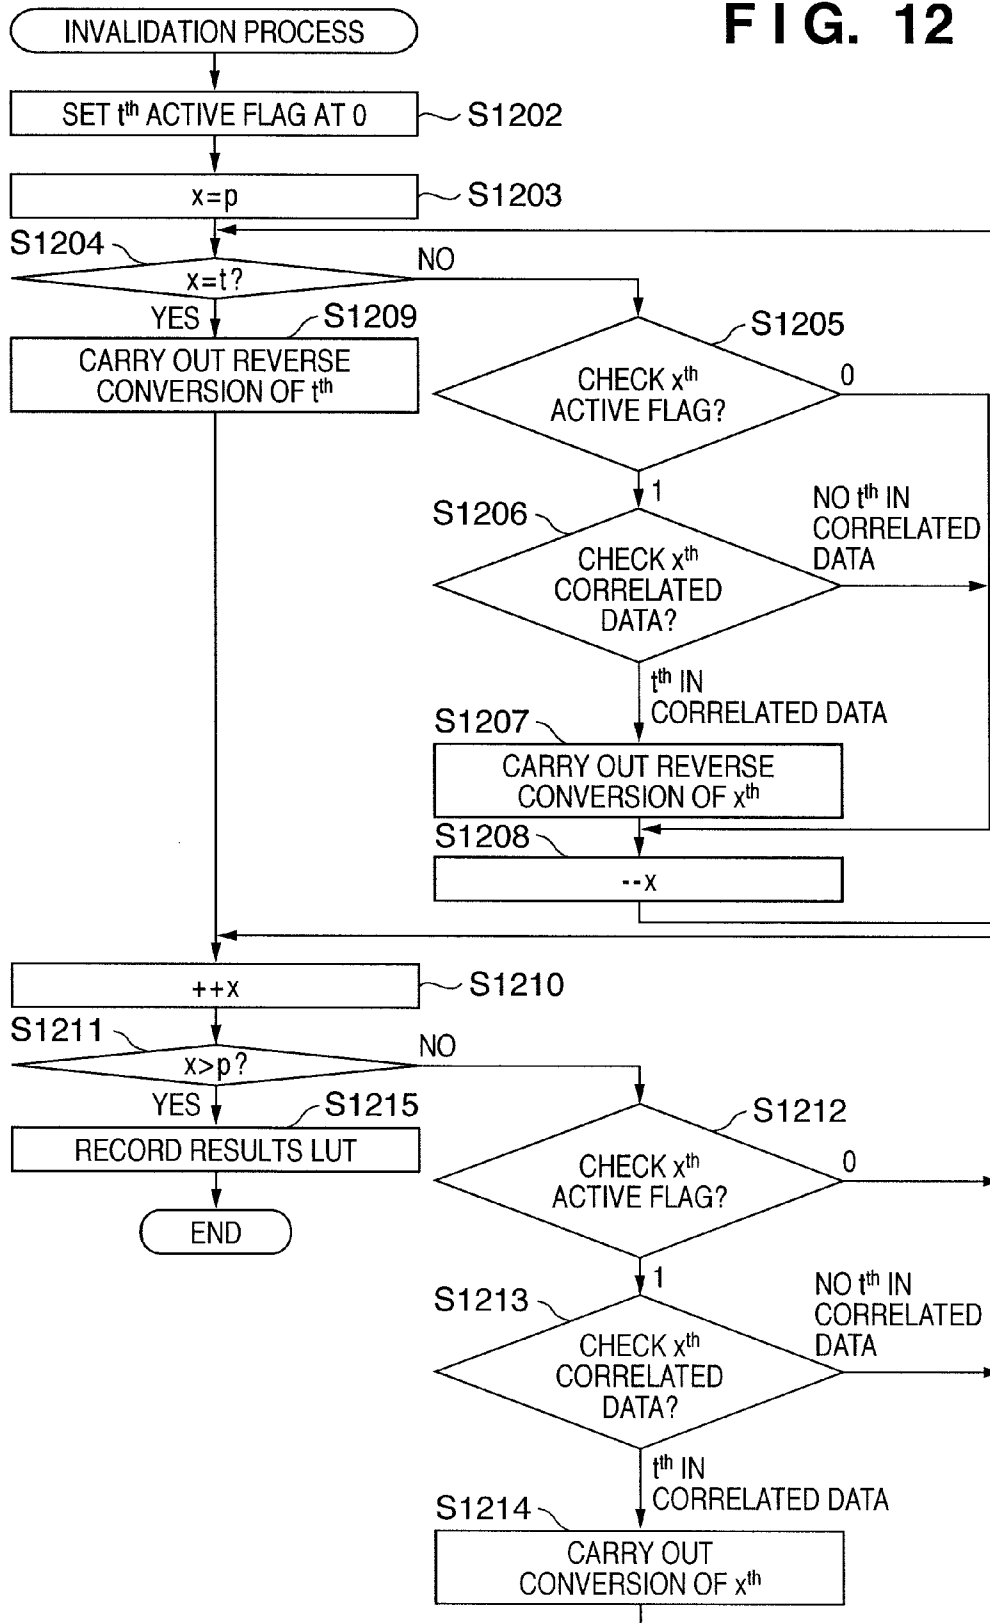 FIG. 12
INVALIDATION PROCESS
SET tth ACTIVE FLAG AT 0
S1202
x=p
S1203
S1204
x=t?
NO
YES
S1209
CARRY OUT REVERSE
CONVERSION OF tth
S1205
CHECK xth
ACTIVE FLAG?
0
1
S1206
CHECK xth
CORRELATED
DATA?
NO tth IN
CORRELATED
DATA
tth IN
CORRELATED DATA
S1207
CARRY OUT REVERSE
CONVERSION OF xth
S1208
--x
++x
S1210
S1211
x>p?
NO
YES
S1215
RECORD RESULTS LUT
END
S1212
CHECK xth
ACTIVE FLAG?
0
1
S1213
CHECK xth
CORRELATED
DATA?
NO tth IN
CORRELATED
DATA
tth IN
CORRELATED DATA
S1214
CARRY OUT
CONVERSION OF xth